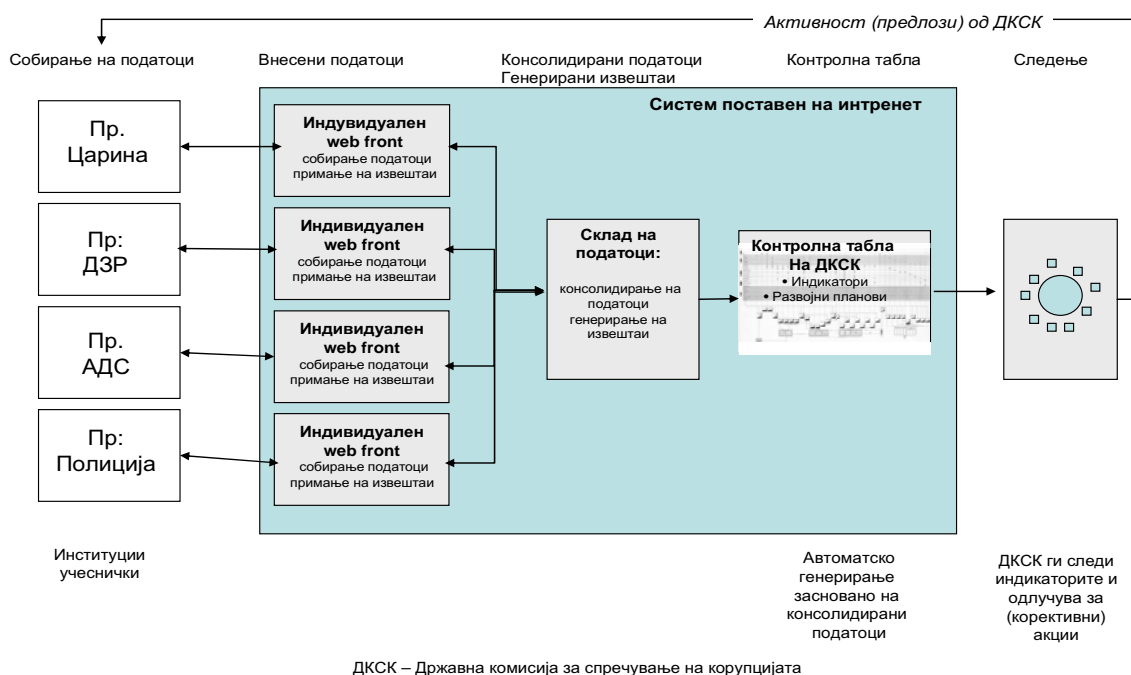 Активност (предлози) од ДКСК
Собирање на податоци
Внесени податоци
Консолидирани податоци
Генерирани извештаи
Контролна табла
Следење
Систем поставен на интренет
Пр.
Царина
Пр:
ДЗР
Пр.
АДС
Пр:
Полиција
Индувидуален
web front
собирање податоци
примање на извештаи
Индивидуален
web front
собирање податоци
примање на извештаи
Индивидуален
web front
собирање податоци
примање на извештаи
Индивидуален
web front
собирање податоци
примање на извештаи
Склад на
податоци:
консолидирање на
податоци
генерирање на
извештаи
Контролна табла
На ДКСК
• Индикатори
• Развојни планови
Институции
учеснички
Автоматско
генерирање
засновано на
консолидирани
податоци
ДКСК ги следи
индикаторите и
одлучува за
(корективни)
акции
ДКСК – Државна комисија за спречување на корупцијата